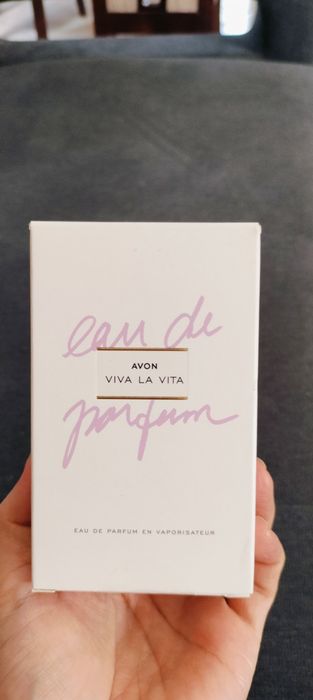 eau de
AVON
VIVA LA VITA
parfum
EAU DE PARFUM EN VAPORISATEUR